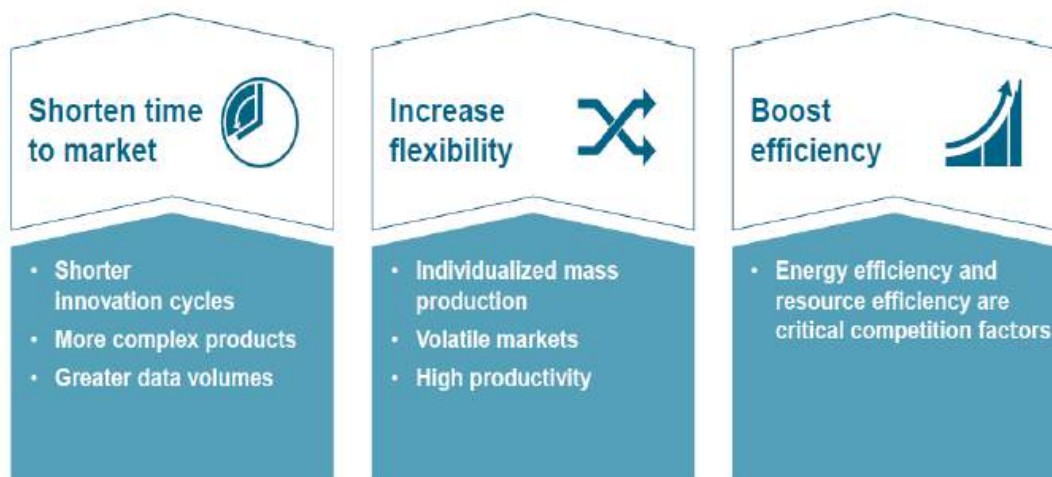 Shorten time
to market
• Shorter
innovation cycles
• More complex products
• Greater data volumes
Increase
flexibility
• Individualized mass
production
• Volatile markets
• High productivity
Boost
efficiency
• Energy efficiency and
resource efficiency are
critical competition factors